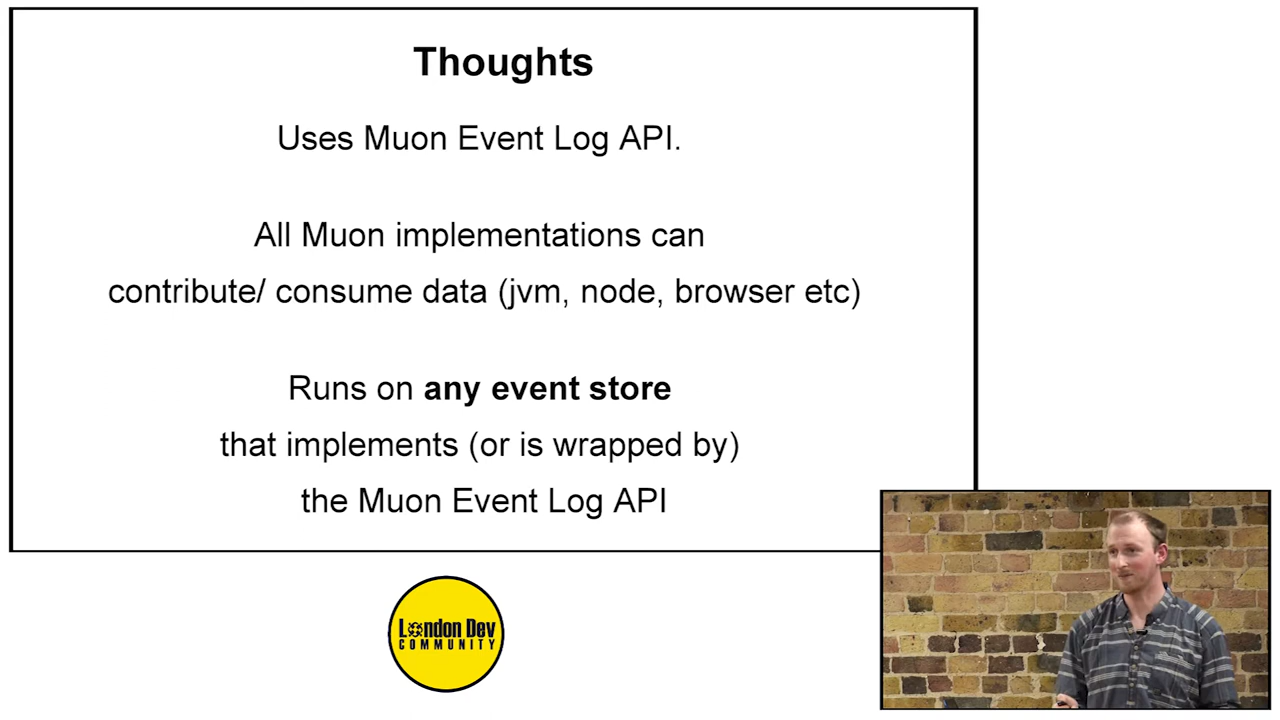 Thoughts
Uses Muon Event Log API.
All Muon implementations can
contribute/ consume data (jvm, node, browser etc)
Runs on any event store
that implements (or is wrapped by)
the Muon Event Log API
London Dev
COMMUNITY